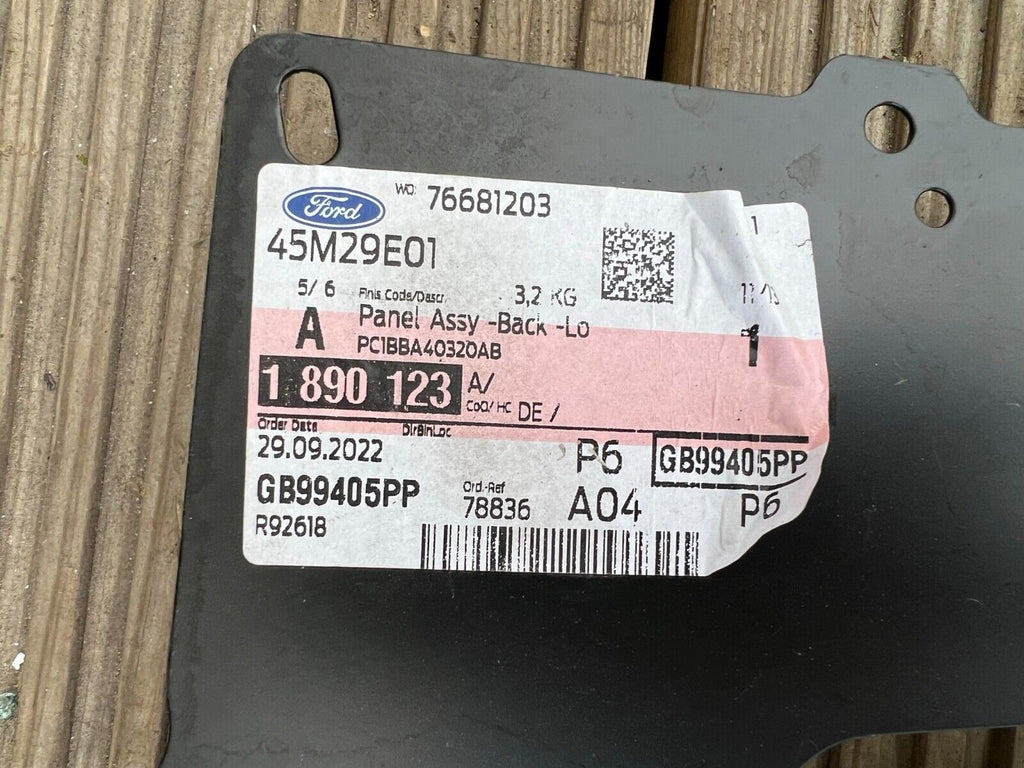 Ford WO: 76681203 1
45M29E01
5/ 6 Finis Code/Descr. 3,2 KG
A Panel Assy -Back -Lo 1
PC1BBA40320AB
1 890 123 A/
CoO/ HC DE /
Order Date DirBinLoc
29.09.2022 P6 GB99405PP
GB99405PP Ord.-Ref
78836 A04 P6
R92618